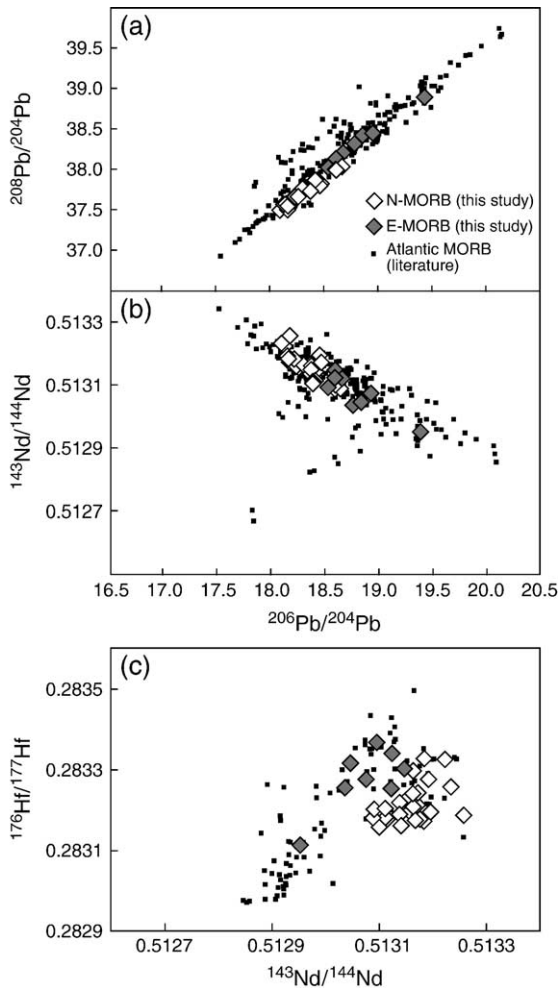 (a)
39.5
39.0
38.5
38.0
37.5
37.0
208Pb/204Pb
N-MORB (this study)
E-MORB (this study)
Atlantic MORB
(literature)
(b)
0.5133
0.5131
0.5129
0.5127
143Nd/144Nd
16.5 17.0 17.5 18.0 18.5 19.0 19.5 20.0 20.5
206Pb/204Pb
(c)
0.2835
0.2833
0.2831
0.2829
176Hf/177Hf
0.5127 0.5129 0.5131 0.5133
143Nd/144Nd